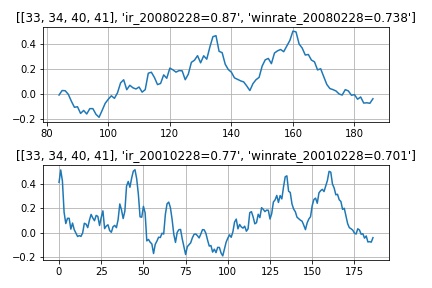 [[33, 34, 40, 41], 'ir_20080228=0.87', 'winrate_20080228=0.738']
0.4
0.2
0.0
−0.2
80 100 120 140 160 180
[[33, 34, 40, 41], 'ir_20010228=0.77', 'winrate_20010228=0.701']
0.4
0.2
0.0
−0.2
0 25 50 75 100 125 150 175